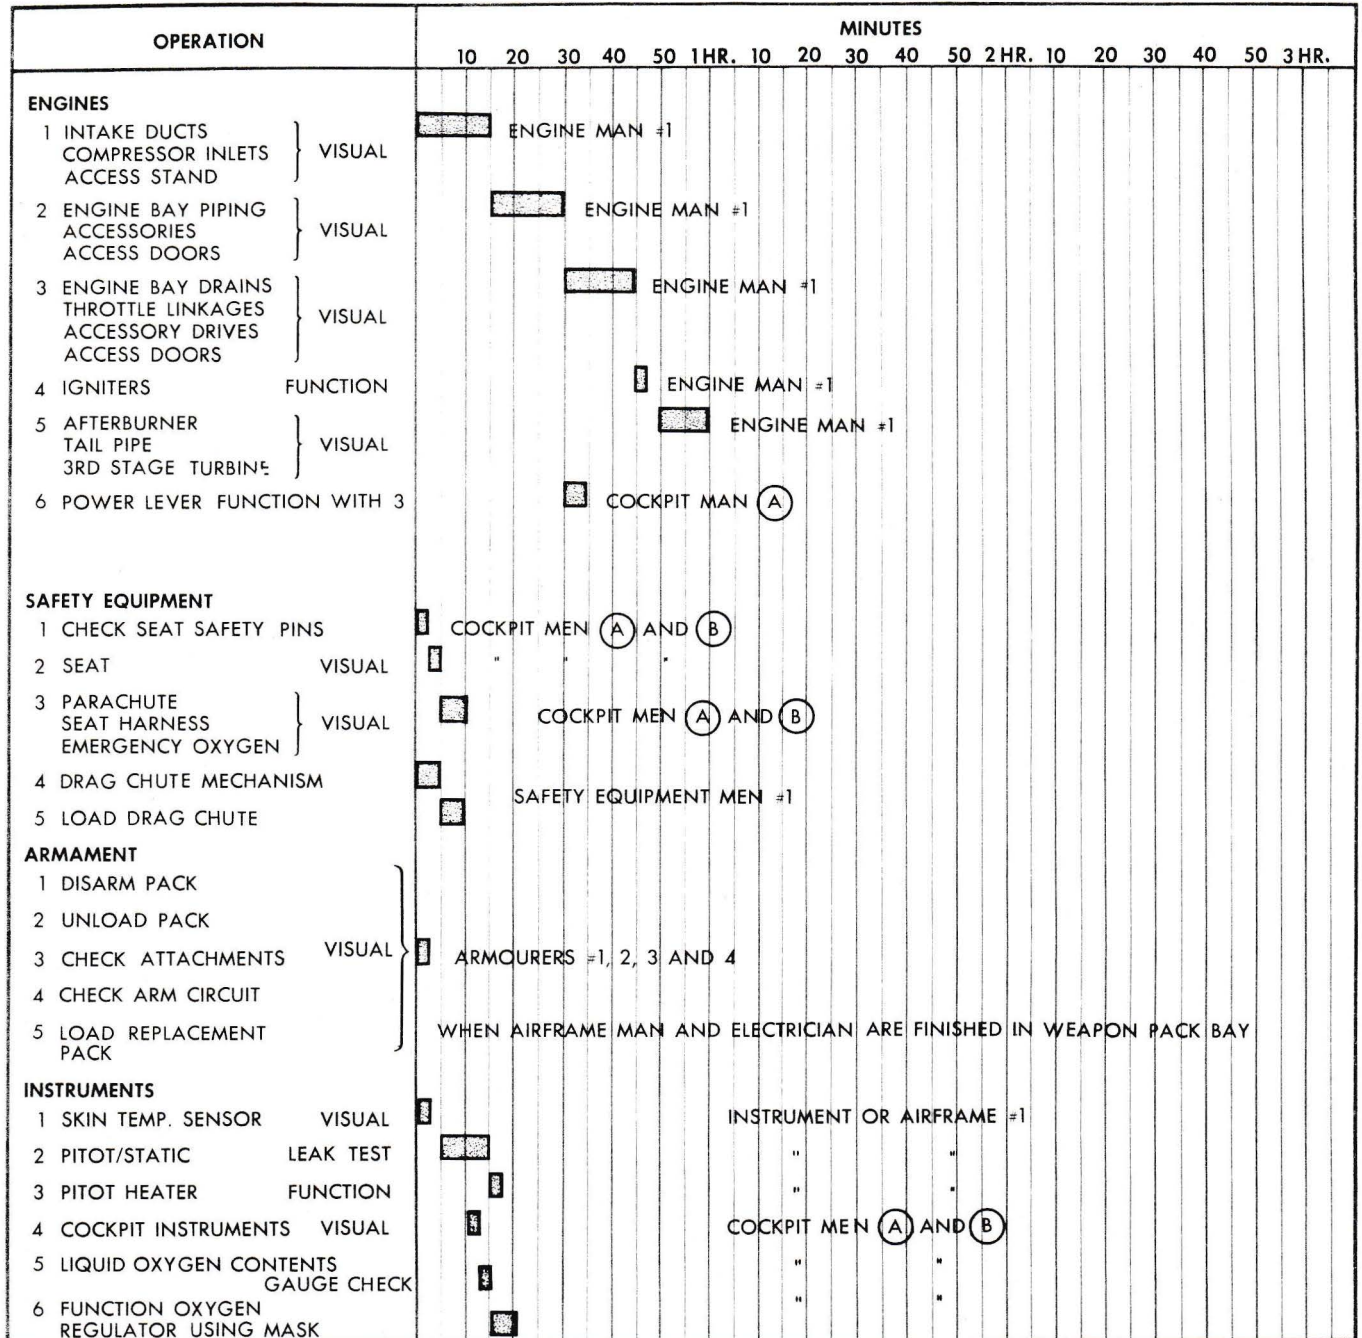 OPERATION
MINUTES
10 20 30 40 50 1 HR. 10 20 30 40 50 2 HR. 10 20 30 40 50 3 HR.
ENGINES
1 INTAKE DUCTS
COMPRESSOR INLETS VISUAL
ACCESS STAND
ENGINE MAN #1
2 ENGINE BAY PIPING
ACCESSORIES VISUAL
ACCESS DOORS
ENGINE MAN #1
3 ENGINE BAY DRAINS
THROTTLE LINKAGES VISUAL
ACCESSORY DRIVES
ACCESS DOORS
ENGINE MAN #1
4 IGNITERS FUNCTION ENGINE MAN #1
5 AFTERBURNER
TAIL PIPE VISUAL
3RD STAGE TURBINE
ENGINE MAN #1
6 POWER LEVER FUNCTION WITH 3 COCKPIT MAN A
SAFETY EQUIPMENT
1 CHECK SEAT SAFETY PINS COCKPIT MEN A AND B
2 SEAT VISUAL " " "
3 PARACHUTE
SEAT HARNESS VISUAL COCKPIT MEN A AND B
EMERGENCY OXYGEN
4 DRAG CHUTE MECHANISM
SAFETY EQUIPMENT MEN #1
5 LOAD DRAG CHUTE
ARMAMENT
1 DISARM PACK
2 UNLOAD PACK
3 CHECK ATTACHMENTS VISUAL ARMOURERS #1, 2, 3 AND 4
4 CHECK ARM CIRCUIT
5 LOAD REPLACEMENT
PACK
WHEN AIRFRAME MAN AND ELECTRICIAN ARE FINISHED IN WEAPON PACK BAY
INSTRUMENTS
1 SKIN TEMP. SENSOR VISUAL INSTRUMENT OR AIRFRAME #1
2 PITOT/STATIC LEAK TEST " "
3 PITOT HEATER FUNCTION " "
4 COCKPIT INSTRUMENTS VISUAL COCKPIT MEN A AND B
5 LIQUID OXYGEN CONTENTS " "
GAUGE CHECK
6 FUNCTION OXYGEN " "
REGULATOR USING MASK